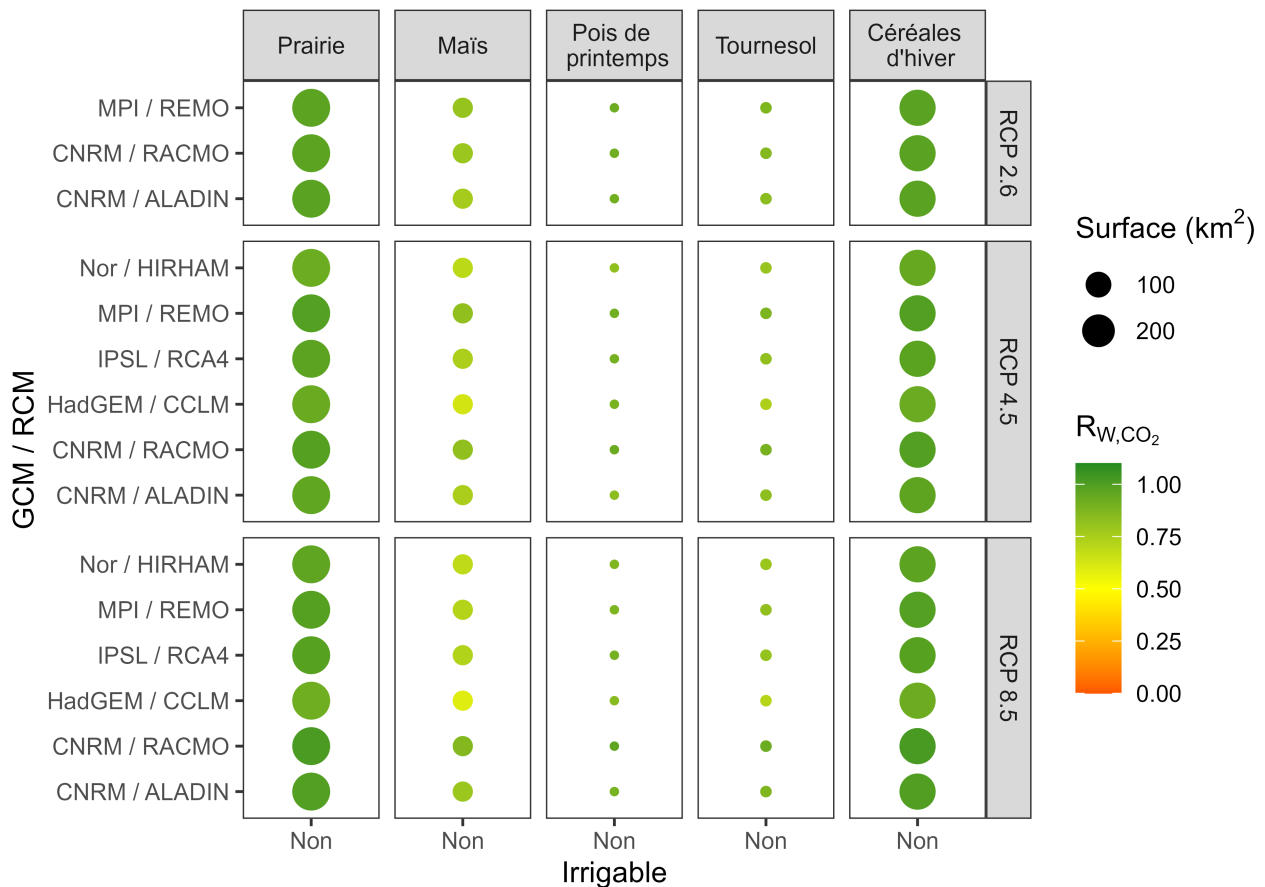 Prairie
Maïs
Pois de
printemps
Tournesol
Céréales
d'hiver
GCM / RCM
MPI / REMO
CNRM / RACMO
CNRM / ALADIN
RCP 2.6
Nor / HIRHAM
MPI / REMO
IPSL / RCA4
HadGEM / CCLM
CNRM / RACMO
CNRM / ALADIN
RCP 4.5
Nor / HIRHAM
MPI / REMO
IPSL / RCA4
HadGEM / CCLM
CNRM / RACMO
CNRM / ALADIN
RCP 8.5
Non Non Non Non Non
Irrigable
Surface (km²)
100
200
R_W,CO₂
1.00
0.75
0.50
0.25
0.00